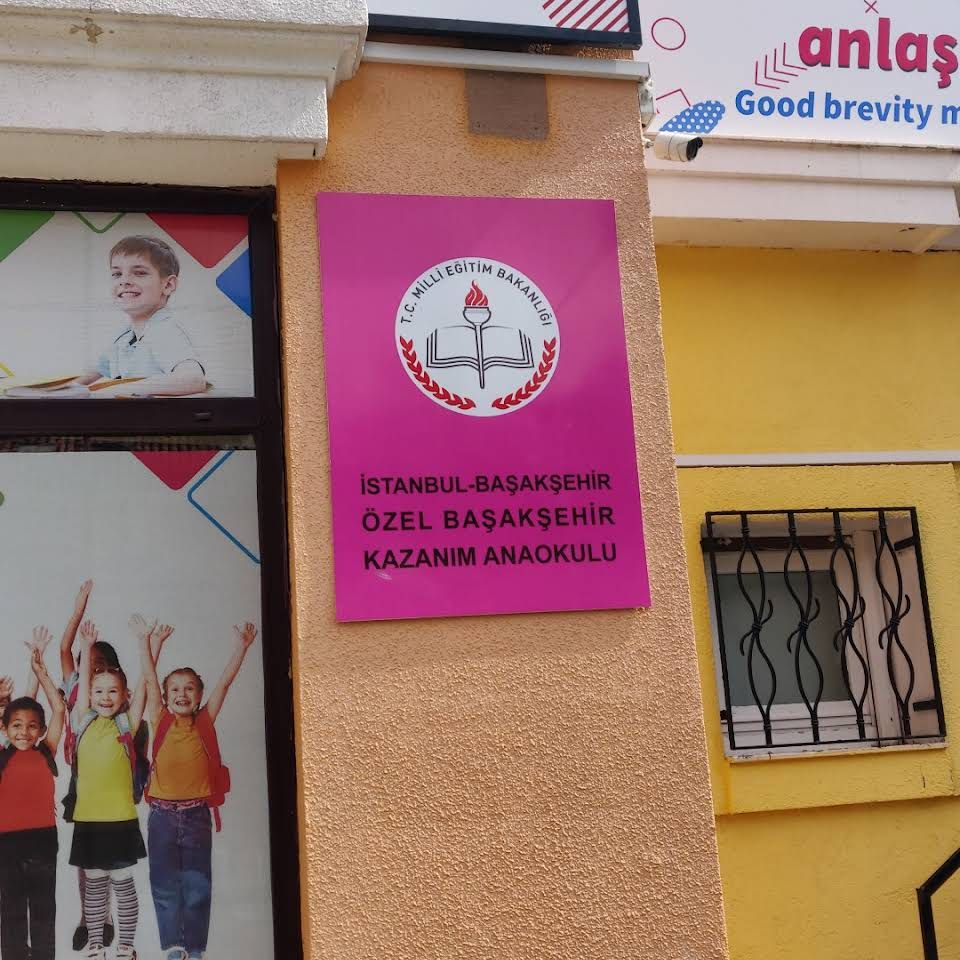 anlaş
Good brevity m
T.C. MİLLİ EĞİTİM BAKANLIĞI
İSTANBUL-BAŞAKŞEHİR
ÖZEL BAŞAKŞEHİR
KAZANIM ANAOKULU